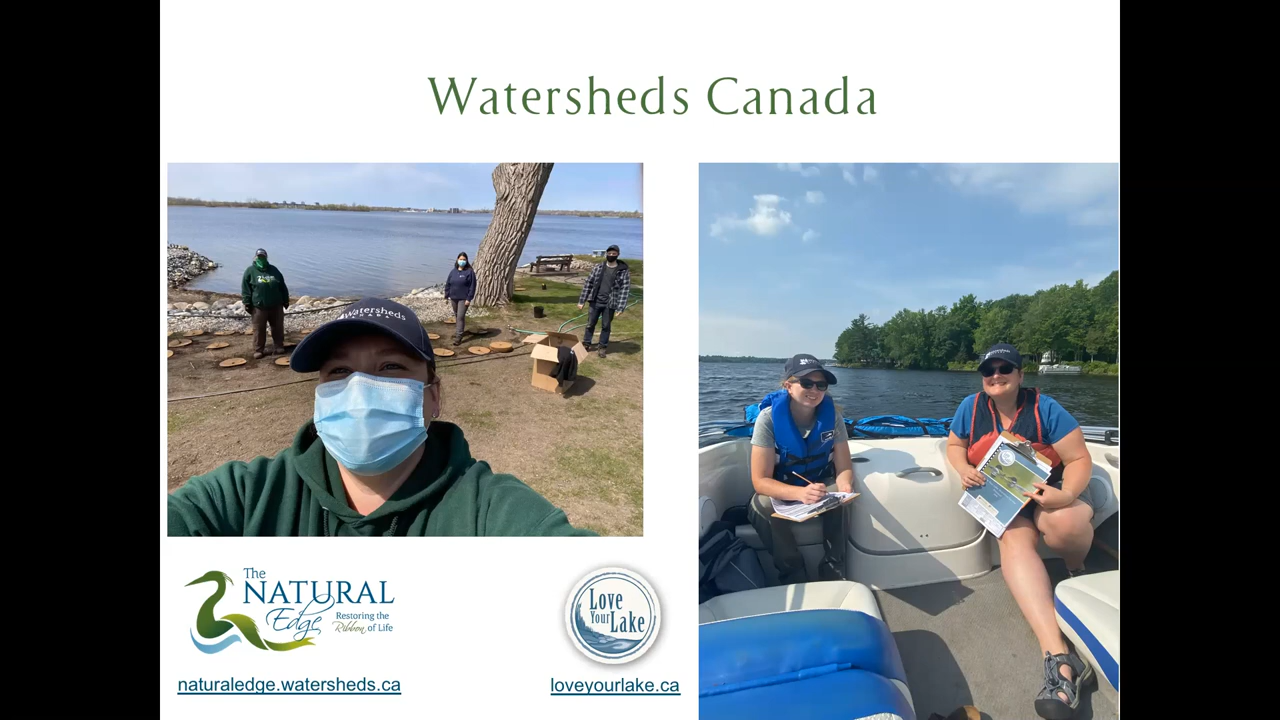 Watersheds Canada
Watersheds
CANADA
The
NATURAL
Edge
Restoring the
Ribbon of Life
naturaledge.watersheds.ca
Love
Your
Lake
loveyourlake.ca